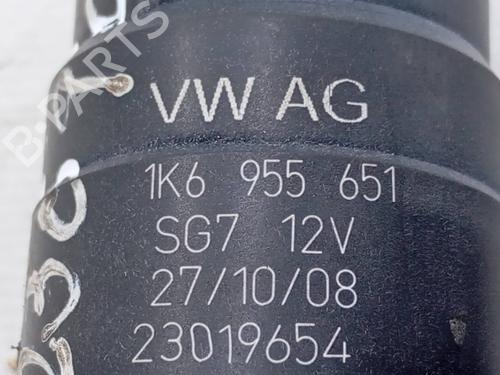 VW AG
1K6 955 651
SG7 12V
27/10/08
23019654
B-PARTS